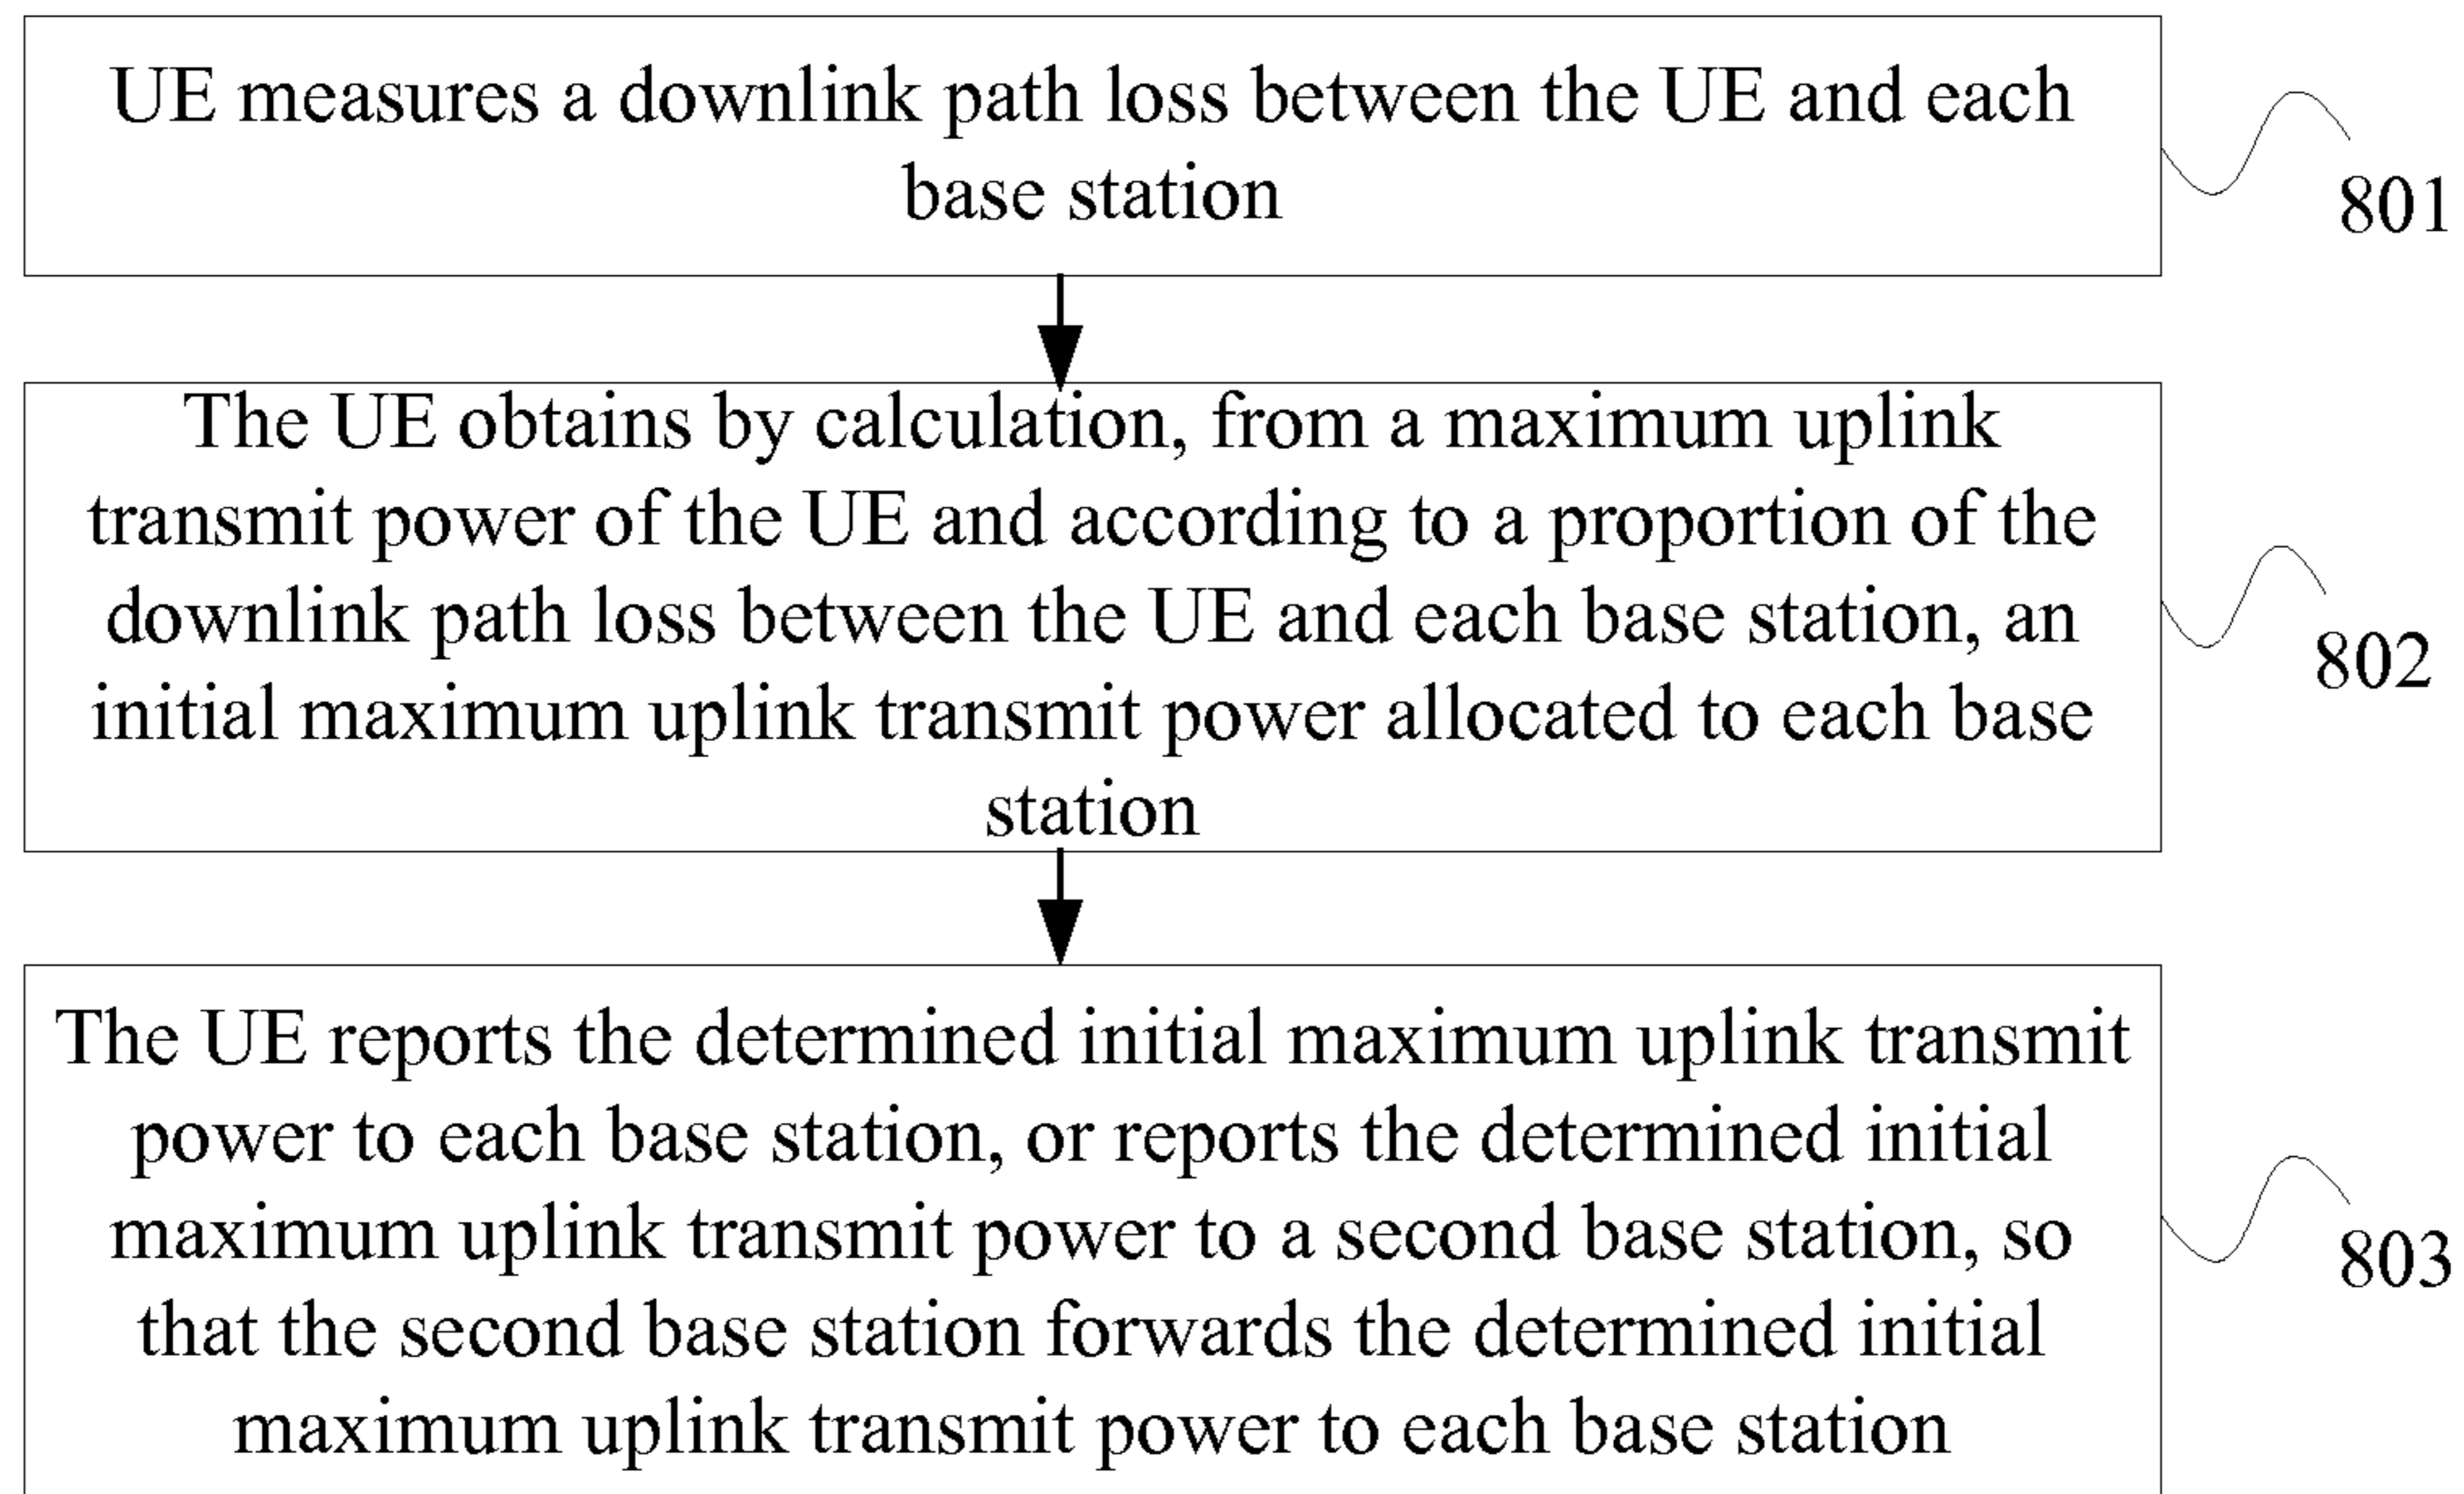 UE measures a downlink path loss between the UE and each
base station
801
The UE obtains by calculation, from a maximum uplink
transmit power of the UE and according to a proportion of the
downlink path loss between the UE and each base station, an
initial maximum uplink transmit power allocated to each base
station
802
The UE reports the determined initial maximum uplink transmit
power to each base station, or reports the determined initial
maximum uplink transmit power to a second base station, so
that the second base station forwards the determined initial
maximum uplink transmit power to each base station
803